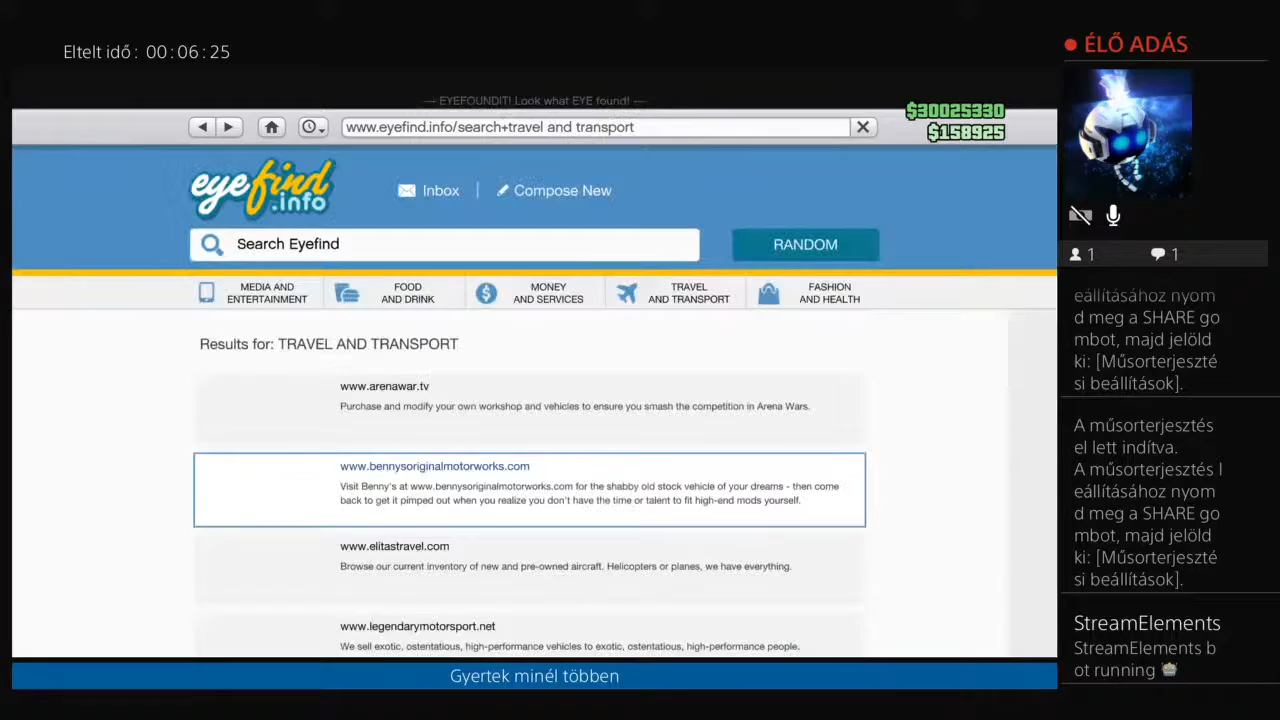 Eltelt idő: 00:06:25
ÉLŐ ADÁS
— EYEFOUNDIT! Look what EYE found! —
$30025330
www.eyefind.info/search+travel and transport
$158925
eyefind
.info
Inbox
Compose New
Search Eyefind
RANDOM
1
1
MEDIA AND
ENTERTAINMENT
FOOD
AND DRINK
MONEY
AND SERVICES
TRAVEL
AND TRANSPORT
FASHION
AND HEALTH
Results for: TRAVEL AND TRANSPORT
www.arenawar.tv
Purchase and modify your own workshop and vehicles to ensure you smash the competition in Arena Wars.
www.bennysoriginalmotorworks.com
Visit Benny's at www.bennysoriginalmotorworks.com for the shabby old stock vehicle of your dreams - then come
back to get it pimped out when you realize you don't have the time or talent to fit high-end mods yourself.
www.elitastravel.com
Browse our current inventory of new and pre-owned aircraft. Helicopters or planes, we have everything.
www.legendarymotorsport.net
We sell exotic, ostentatious, high-performance vehicles to exotic, ostentatious, high-performance people.
Gyertek minél többen
eállításához nyom
d meg a SHARE go
mbot, majd jelöld
ki: [Műsorterjeszté
si beállítások].
A műsorterjesztés
el lett indítva.
A műsorterjesztés l
eállításához nyom
d meg a SHARE go
mbot, majd jelöld
ki: [Műsorterjeszté
si beállítások].
StreamElements
StreamElements b
ot running